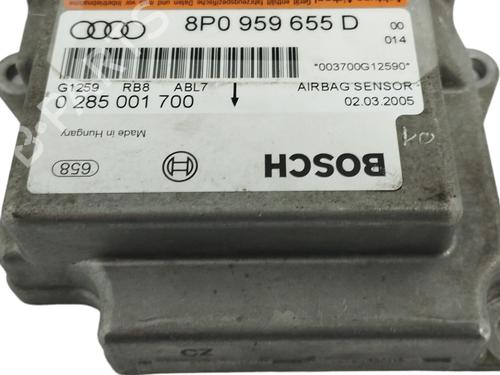 8P0 959 655 D
00
014
*003700G12590*
G1259 RB8 ABL7
AIRBAG SENSOR
0 285 001 700
02.03.2005
Made in Hungary
BOSCH
658
CZ